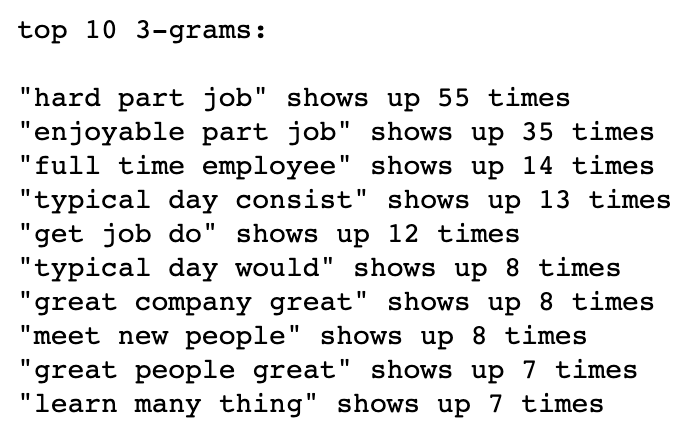 top 10 3-grams:
"hard part job" shows up 55 times
"enjoyable part job" shows up 35 times
"full time employee" shows up 14 times
"typical day consist" shows up 13 times
"get job do" shows up 12 times
"typical day would" shows up 8 times
"great company great" shows up 8 times
"meet new people" shows up 8 times
"great people great" shows up 7 times
"learn many thing" shows up 7 times